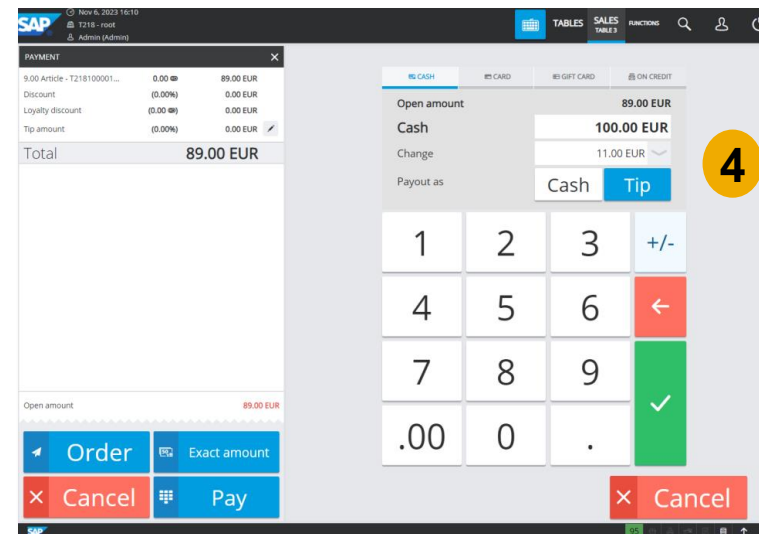 SAP
Nov 6, 2023 16:10
T218 - root
Admin (Admin)
TABLES
SALES
TABLE 3
FUNCTIONS
PAYMENT
9.00 Article - T218100001... 0.00 89.00 EUR
Discount (0.00%) 0.00 EUR
Loyalty discount (0.00) 0.00 EUR
Tip amount (0.00%) 0.00 EUR
Total 89.00 EUR
Open amount 89.00 EUR
Order
Exact amount
Cancel
Pay
CASH
CARD
GIFT CARD
ON CREDIT
Open amount 89.00 EUR
Cash 100.00 EUR
Change 11.00 EUR
Payout as Cash Tip
4
1 2 3 +/-
4 5 6
7 8 9
.00 0 .
Cancel
SAP
95